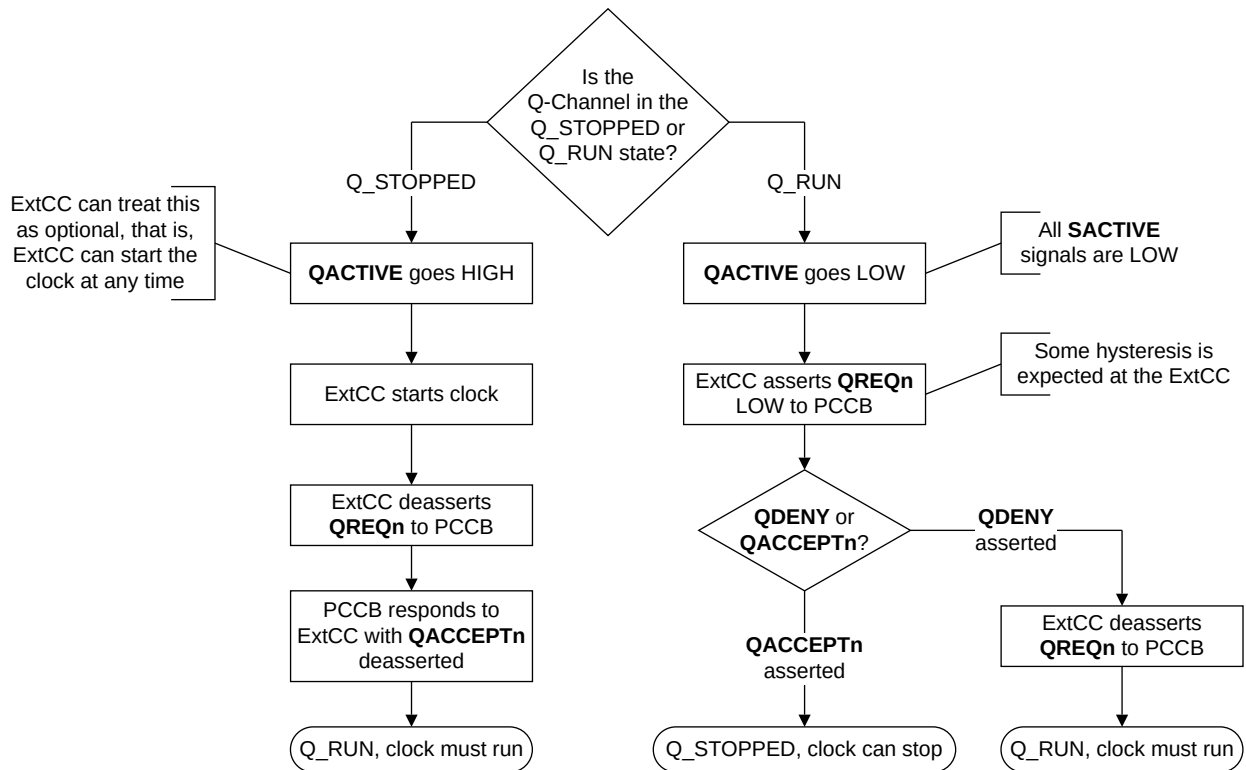 Is the
Q-Channel in the
Q_STOPPED or
Q_RUN state?
Q_STOPPED
Q_RUN
ExtCC can treat this
as optional, that is,
ExtCC can start the
clock at any time
QACTIVE goes HIGH
QACTIVE goes LOW
All SACTIVE
signals are LOW
ExtCC starts clock
ExtCC asserts QREQn
LOW to PCCB
Some hysteresis is
expected at the ExtCC
ExtCC deasserts
QREQn to PCCB
QDENY or
QACCEPTn?
QDENY
asserted
PCCB responds to
ExtCC with QACCEPTn
deasserted
QACCEPTn
asserted
ExtCC deasserts
QREQn to PCCB
Q_RUN, clock must run
Q_STOPPED, clock can stop
Q_RUN, clock must run